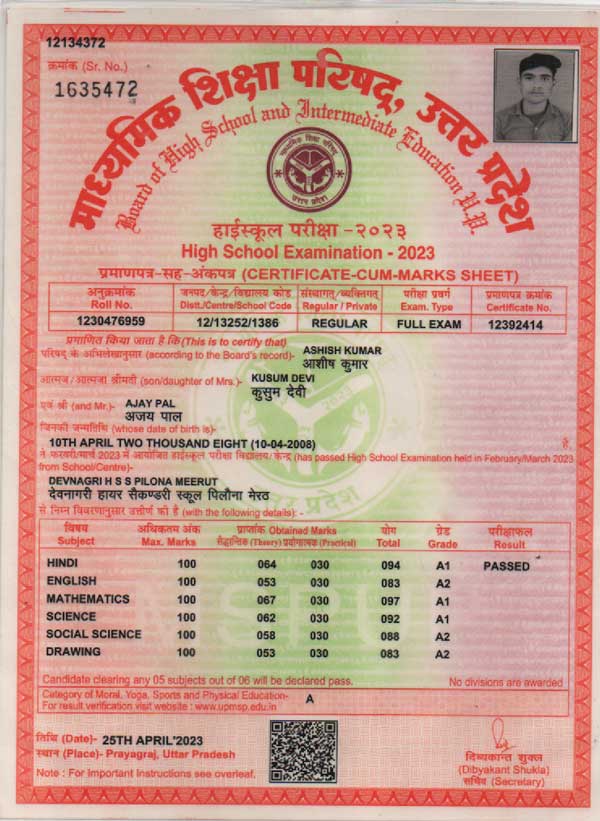 12134372
क्रमांक (Sr. No.)
1635472
माध्यमिक शिक्षा परिषद्, उत्तर प्रदेश
Board of High School and Intermediate Education U.P.
माध्यमिक शिक्षा परिषद्
उत्तर प्रदेश
हाईस्कूल परीक्षा -२०२३
High School Examination - 2023
प्रमाणपत्र-सह-अंकपत्र (CERTIFICATE-CUM-MARKS SHEET)
अनुक्रमांक जनपद/केन्द्र/विद्यालय कोड संस्थागत्/व्यक्तिगत् परीक्षा प्रवर्ग प्रमाणपत्र क्रमांक
Roll No. Distt./Centre/School Code Regular / Private Exam. Type Certificate No.
1230476959 12/13252/1386 REGULAR FULL EXAM 12392414
प्रमाणित किया जाता है कि (This is to certify that)
परिषद् के अभिलेखानुसार (according to the Board's record)- ASHISH KUMAR
आशीष कुमार
आत्मज/आत्मजा श्रीमती (son/daughter of Mrs.)- KUSUM DEVI
कुसुम देवी
एवं श्री (and Mr.)- AJAY PAL
अजय पाल
जिनकी जन्मतिथि (whose date of birth is)-
10TH APRIL TWO THOUSAND EIGHT (10-04-2008) है,
ने फरवरी/मार्च 2023 में आयोजित हाईस्कूल परीक्षा विद्यालय/केन्द्र (has passed High School Examination held in February/March 2023
from School/Centre)-
DEVNAGRI H S S PILONA MEERUT
देवनागरी हायर सैकण्डरी स्कूल पिलौना मेरठ
से निम्न विवरणानुसार उत्तीर्ण की है (with the following details): -
विषय अधिकतम अंक प्राप्तांक Obtained Marks योग ग्रेड परीक्षाफल
Subject Max. Marks सैद्धान्तिक (Theory) प्रयोगात्मक (Practical) Total Grade Result
HINDI 100 064 030 094 A1 PASSED
ENGLISH 100 053 030 083 A2
MATHEMATICS 100 067 030 097 A1
SCIENCE 100 062 030 092 A1
SOCIAL SCIENCE 100 058 030 088 A2
DRAWING 100 053 030 083 A2
Candidate clearing any 05 subjects out of 06 will be declared pass. No divisions are awarded
Category of Moral, Yoga, Sports and Physical Education- A
For result verification visit website : www.upmsp.edu.in
तिथि (Date)- 25TH APRIL'2023
स्थान (Place)- Prayagraj, Uttar Pradesh
Note : For Important Instructions see overleaf.
दिब्यकान्त शुक्ल
(Dibyakant Shukla)
सचिव (Secretary)